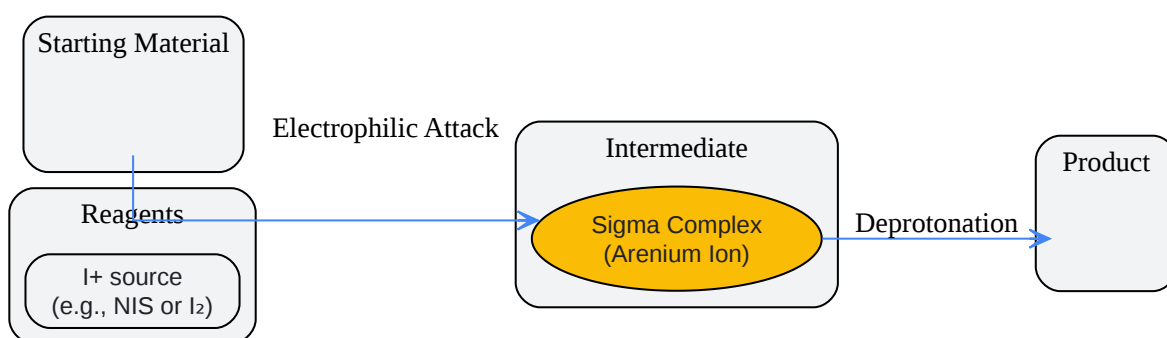 Starting Material
Electrophilic Attack
Reagents
I+ source
(e.g., NIS or I₂)
Intermediate
Sigma Complex
(Arenium Ion)
Deprotonation
Product